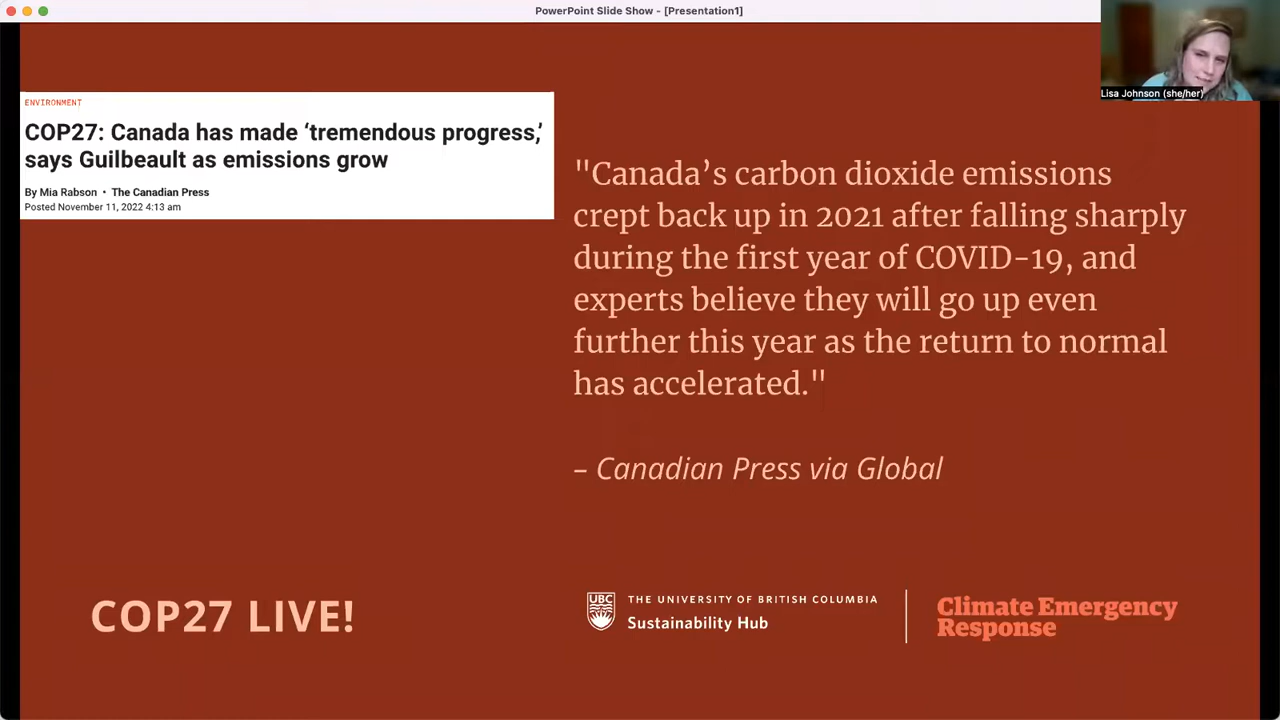 PowerPoint Slide Show - [Presentation1]
Lisa Johnson (she/her)
ENVIRONMENT
COP27: Canada has made ‘tremendous progress,’
says Guilbeault as emissions grow
By Mia Rabson • The Canadian Press
Posted November 11, 2022 4:13 am
"Canada’s carbon dioxide emissions
crept back up in 2021 after falling sharply
during the first year of COVID-19, and
experts believe they will go up even
further this year as the return to normal
has accelerated."
– Canadian Press via Global
COP27 LIVE!
UBC
THE UNIVERSITY OF BRITISH COLUMBIA
Sustainability Hub
Climate Emergency
Response